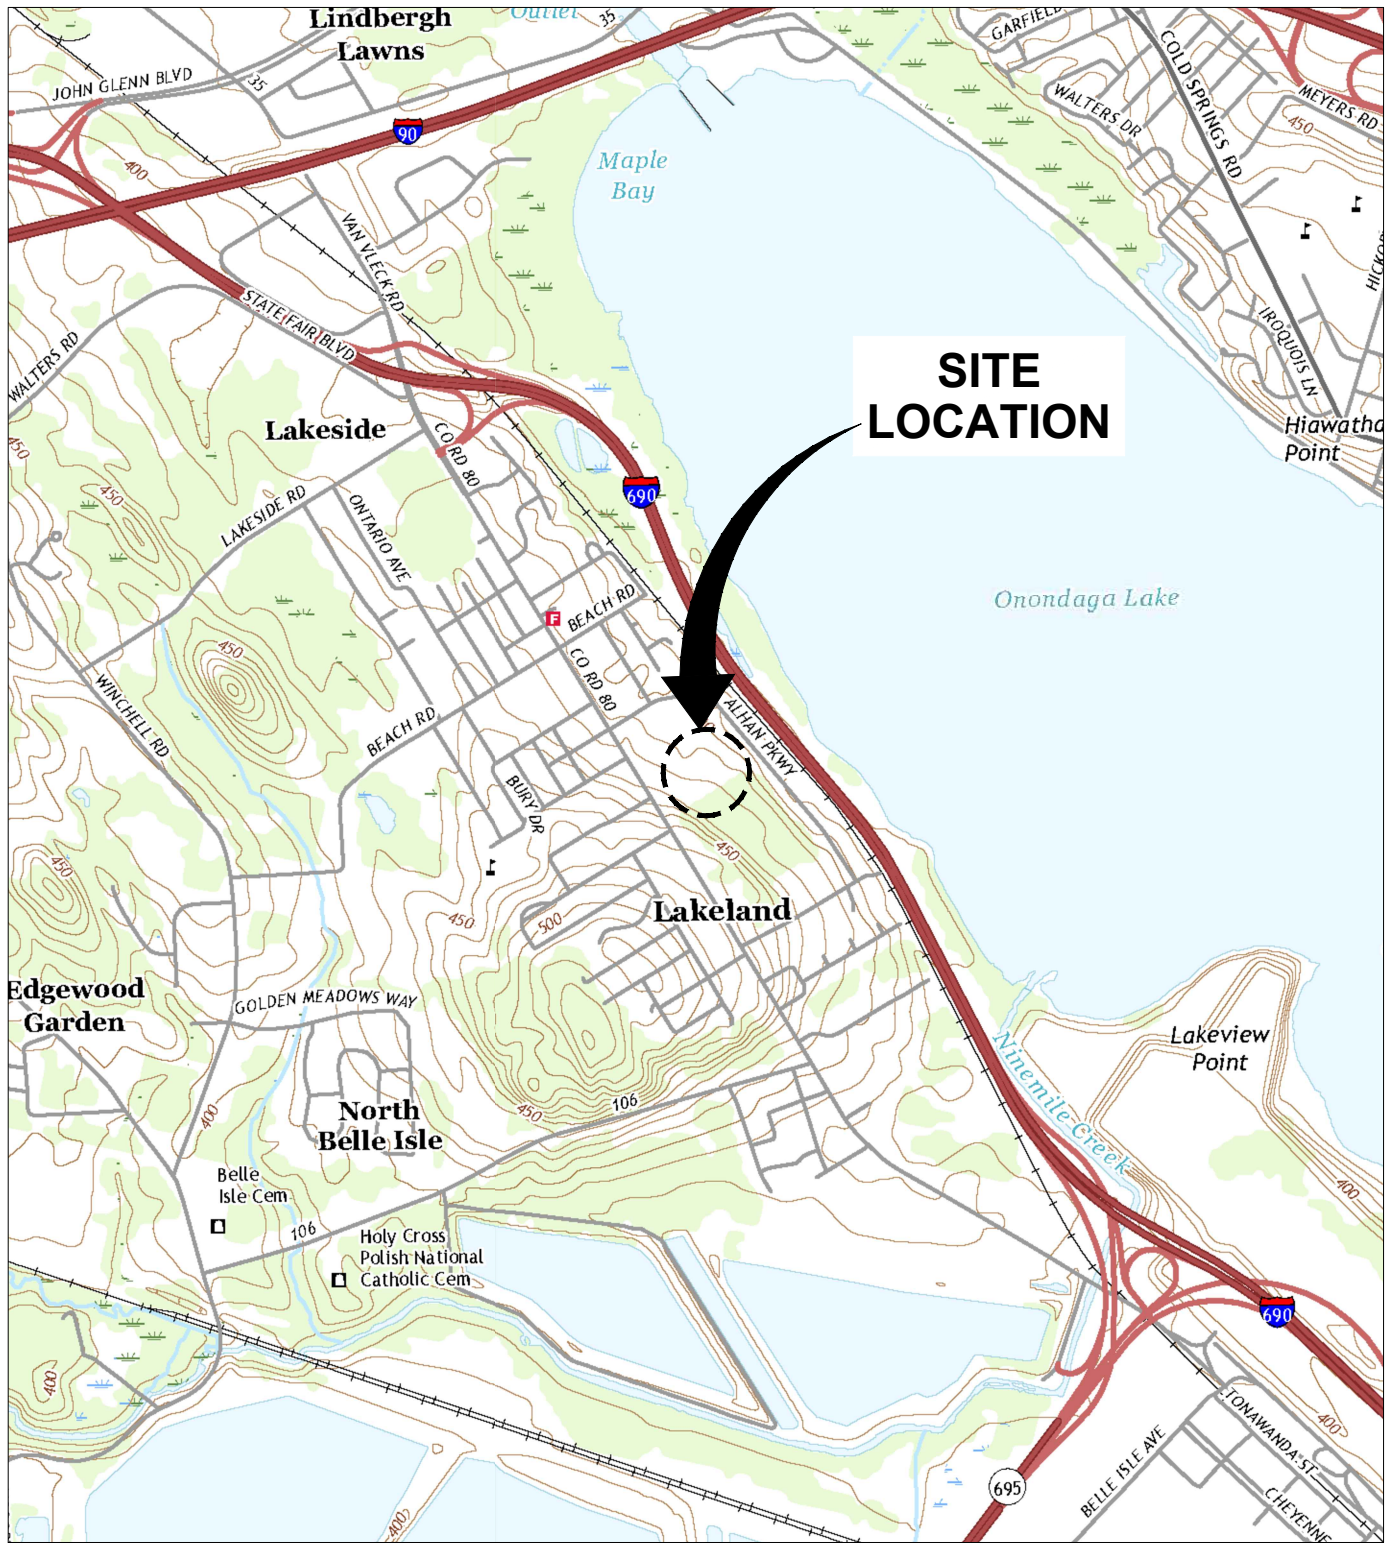 Lindbergh
Lawns
Outlet
35
GARFIELD
COLD SPRINGS RD
JOHN GLENN BLVD
35
WALTERS DR
MEYERS RD
450
90
400
Maple
Bay
VAN VLECK RD
HICKOR
STATE FAIR BLVD
IROQUOIS LN
WALTERS RD
SITE
LOCATION
Lakeside
CO RD 80
Hiawatha
Point
450
690
450
LAKESIDE RD
ONTARIO AVE
Onondaga Lake
BEACH RD
F
450
CO RD 80
WINCHELL RD
BEACH RD
ALHAN PKWY
BURY DR
450
450
Lakeland
450
500
Edgewood
Garden
GOLDEN MEADOWS WAY
Lakeview
Point
Ninemile Creek
North
Belle Isle
450
106
400
Belle
Isle Cem
400
106
Holy Cross
Polish National
Catholic Cem
690
400
TONAWANDA ST
400
BELLE ISLE AVE
695
CHEYENNE
400